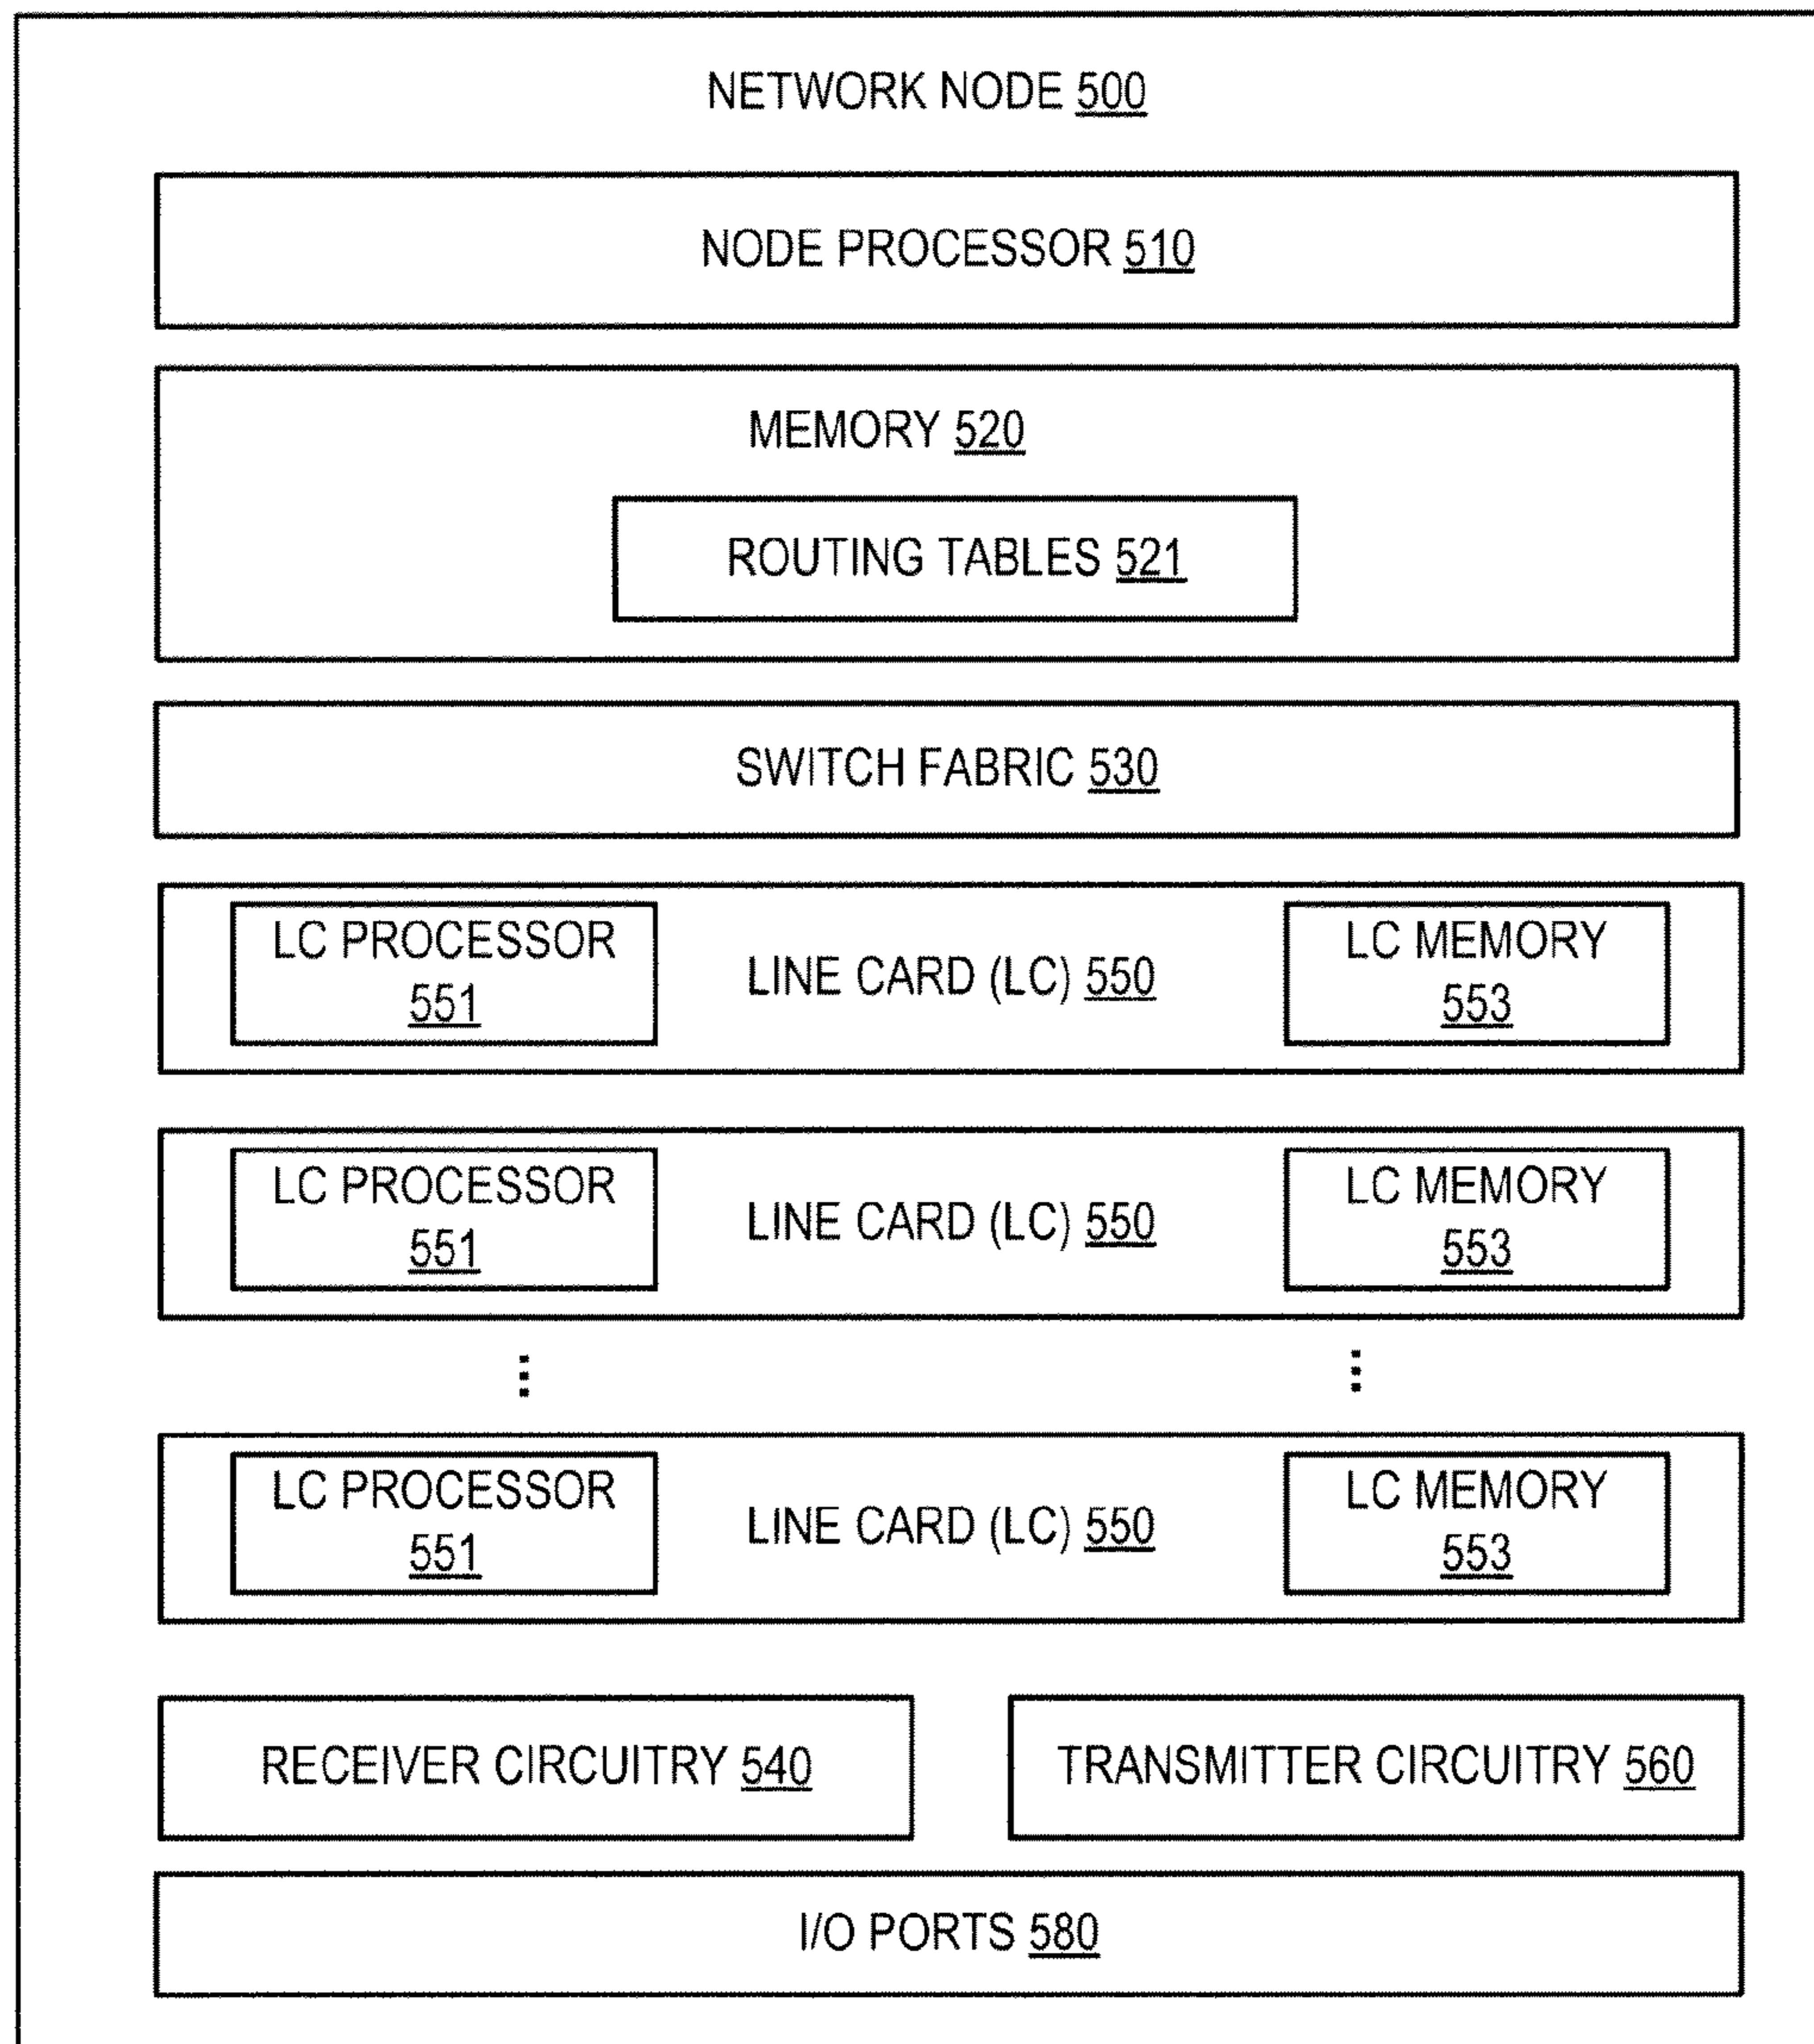 NETWORK NODE 500
NODE PROCESSOR 510
MEMORY 520
ROUTING TABLES 521
SWITCH FABRIC 530
LC PROCESSOR
551
LINE CARD (LC) 550
LC MEMORY
553
LC PROCESSOR
551
LINE CARD (LC) 550
LC MEMORY
553
LC PROCESSOR
551
LINE CARD (LC) 550
LC MEMORY
553
RECEIVER CIRCUITRY 540
TRANSMITTER CIRCUITRY 560
I/O PORTS 580